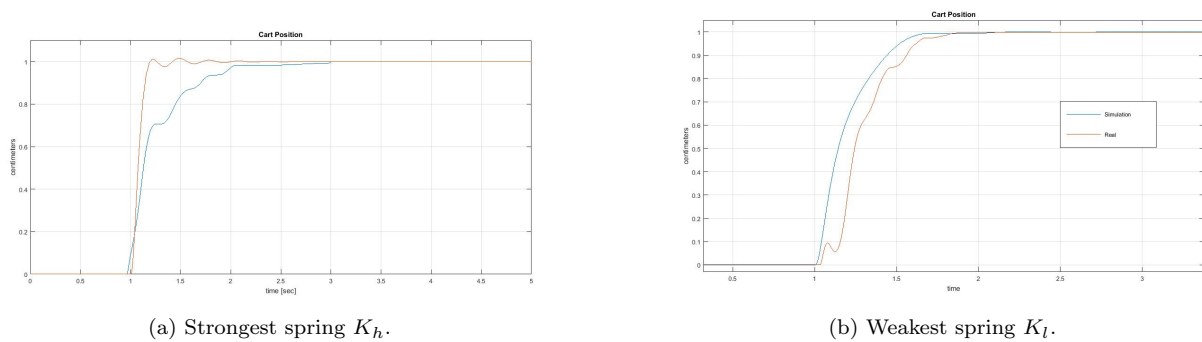 Cart Position
centimeters
1
0.8
0.6
0.4
0.2
0
0 0.5 1 1.5 2 2.5 3 3.5 4 4.5 5
time [sec]
(a) Strongest spring Kh.
Cart Position
centimeters
1
0.9
0.8
0.7
0.6
0.5
0.4
0.3
0.2
0.1
0
Simulation
Real
0.5 1 1.5 2 2.5 3
time
(b) Weakest spring Kl.